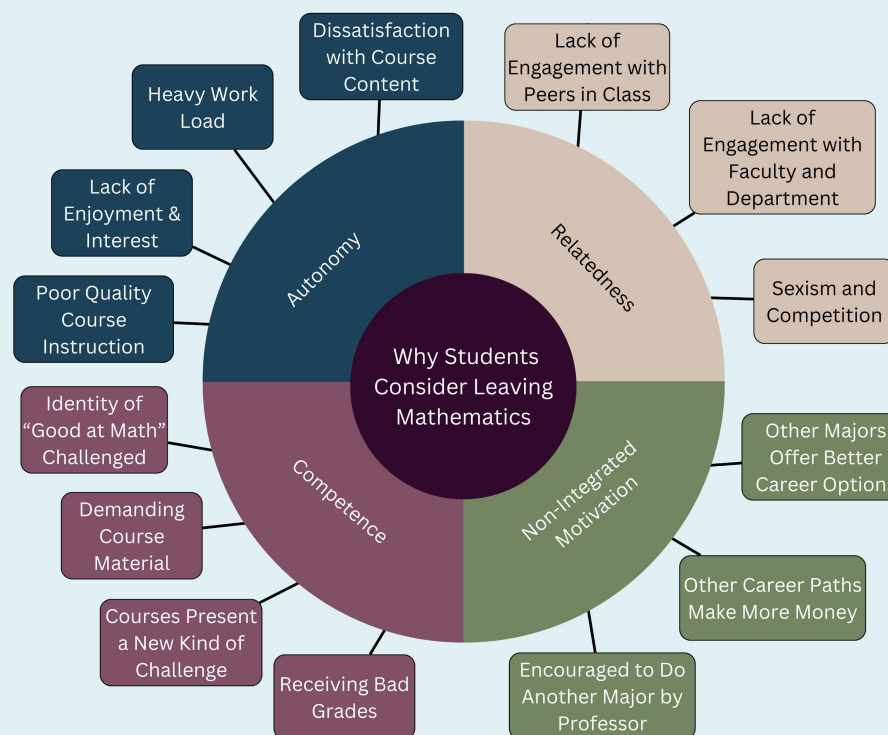 Dissatisfaction
with Course
Content
Heavy Work
Load
Lack of
Enjoyment &
Interest
Poor Quality
Course
Instruction
Autonomy
Lack of
Engagement with
Peers in Class
Lack of
Engagement with
Faculty and
Department
Sexism and
Competition
Relatedness
Why Students
Consider Leaving
Mathematics
Identity of
“Good at Math”
Challenged
Demanding
Course
Material
Courses Present
a New Kind of
Challenge
Receiving Bad
Grades
Competence
Non-Integrated
Motivation
Other Majors
Offer Better
Career Options
Other Career Paths
Make More Money
Encouraged to Do
Another Major by
Professor